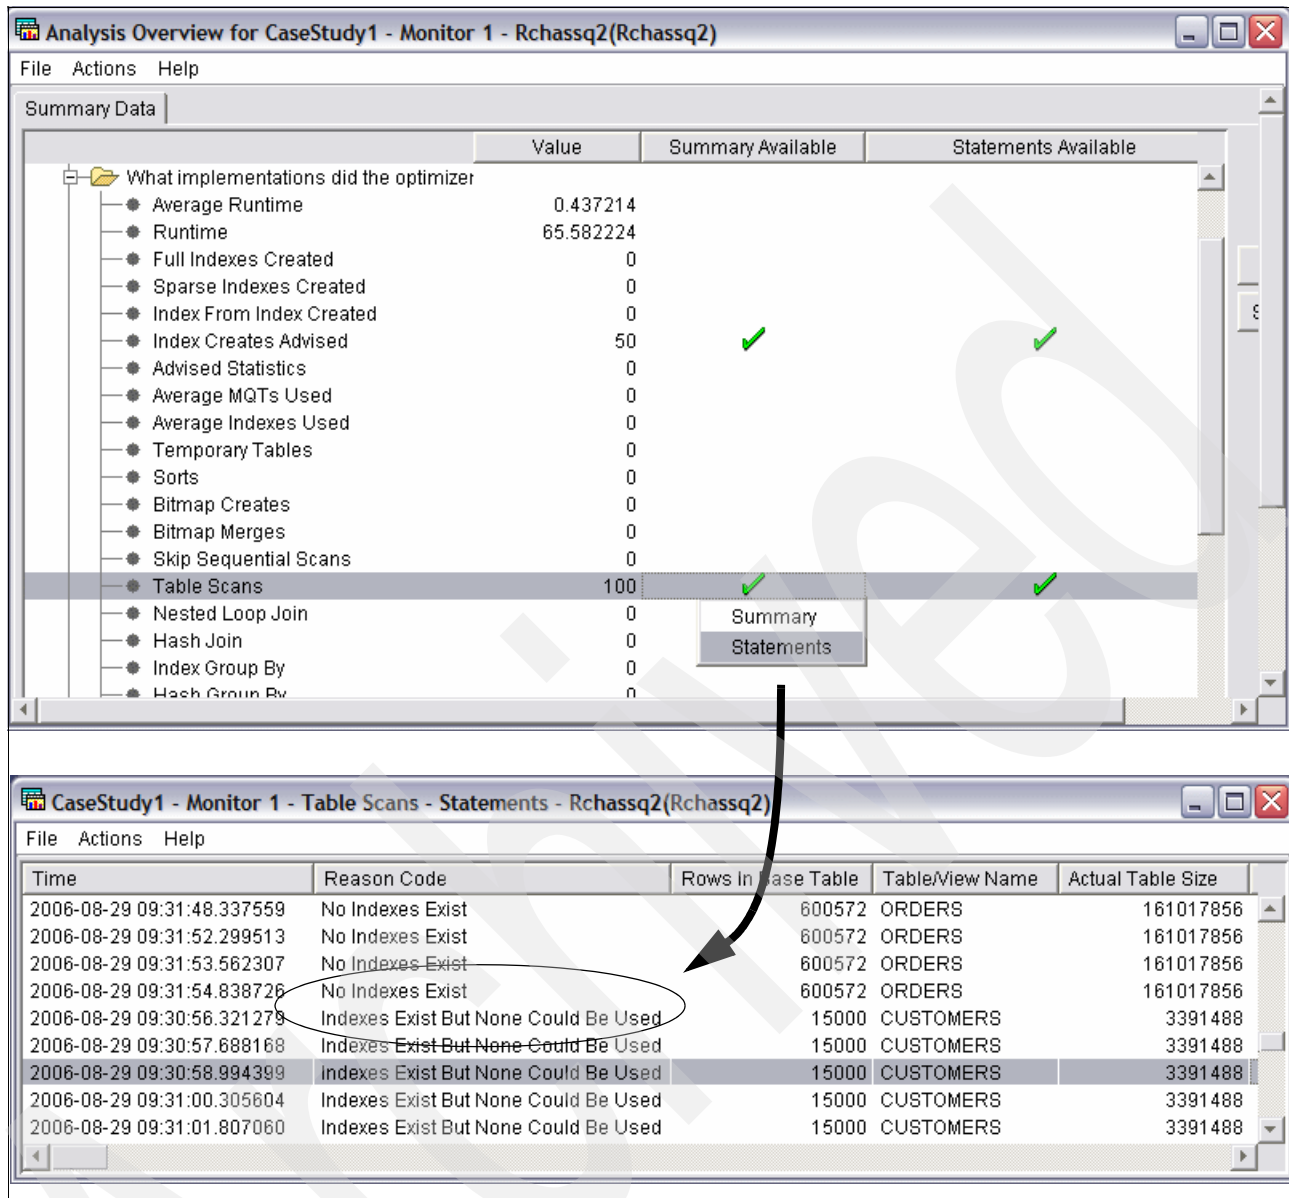 Analysis Overview for CaseStudy1 - Monitor 1 - Rchassq2(Rchassq2)
File Actions Help
Summary Data
Value Summary Available Statements Available
What implementations did the optimizer
Average Runtime 0.437214
Runtime 65.582224
Full Indexes Created 0
Sparse Indexes Created 0
Index From Index Created 0
Index Creates Advised 50
Advised Statistics 0
Average MQTs Used 0
Average Indexes Used 0
Temporary Tables 0
Sorts 0
Bitmap Creates 0
Bitmap Merges 0
Skip Sequential Scans 0
Table Scans 100
Nested Loop Join 0
Summary
Hash Join 0
Statements
Index Group By 0
Hash Group By 0
CaseStudy1 - Monitor 1 - Table Scans - Statements - Rchassq2(Rchassq2)
File Actions Help
Time Reason Code Rows In Base Table Table/View Name Actual Table Size
2006-08-29 09:31:48.337559 No Indexes Exist 600572 ORDERS 161017856
2006-08-29 09:31:52.299513 No Indexes Exist 600572 ORDERS 161017856
2006-08-29 09:31:53.562307 No Indexes Exist 600572 ORDERS 161017856
2006-08-29 09:31:54.838726 No Indexes Exist 600572 ORDERS 161017856
2006-08-29 09:30:56.321279 Indexes Exist But None Could Be Used 15000 CUSTOMERS 3391488
2006-08-29 09:30:57.688168 Indexes Exist But None Could Be Used 15000 CUSTOMERS 3391488
2006-08-29 09:30:58.994399 Indexes Exist But None Could Be Used 15000 CUSTOMERS 3391488
2006-08-29 09:31:00.305604 Indexes Exist But None Could Be Used 15000 CUSTOMERS 3391488
2006-08-29 09:31:01.807060 Indexes Exist But None Could Be Used 15000 CUSTOMERS 3391488